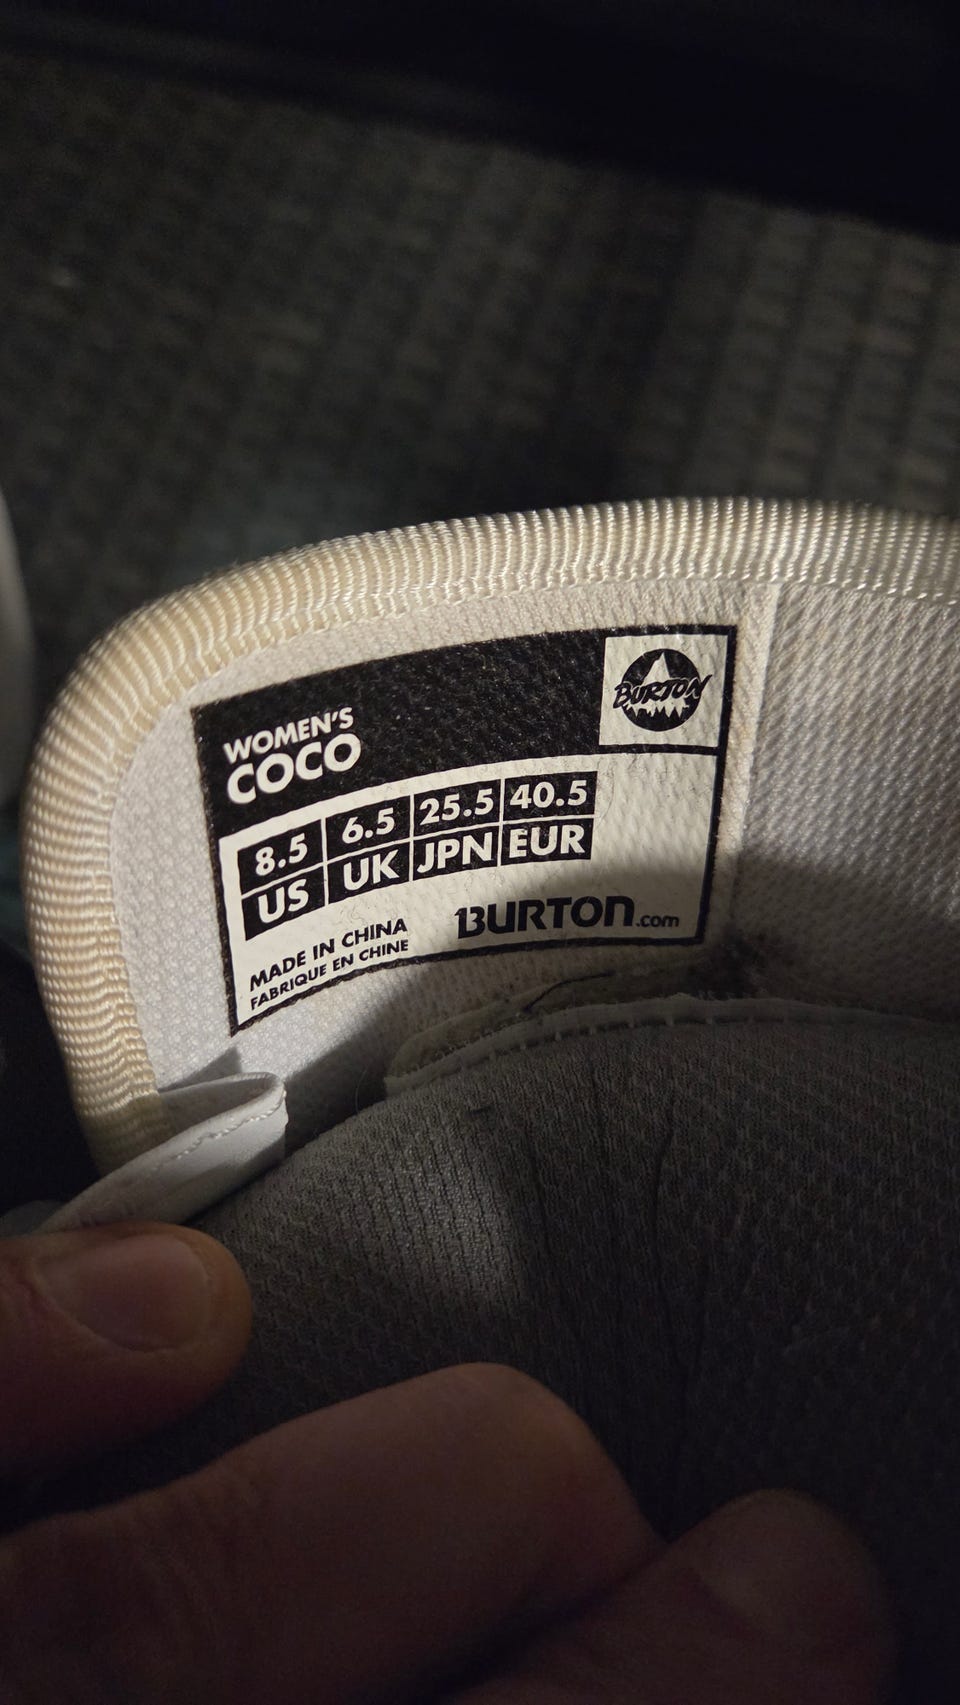 BURTON
WOMEN'S
COCO
8.5 6.5 25.5 40.5
US UK JPN EUR
MADE IN CHINA
FABRIQUE EN CHINE
BURTON.com